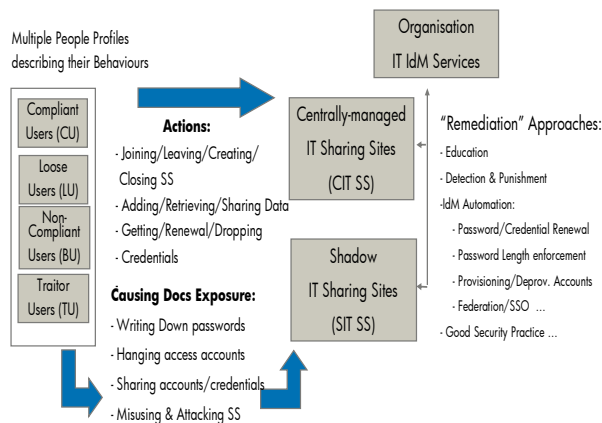 Multiple People Profiles
describing their Behaviours
Compliant
Users (CU)
Loose
Users (LU)
Non-
Compliant
Users (BU)
Traitor
Users (TU)
Actions:
- Joining/Leaving/Creating/
Closing SS
- Adding/Retrieving/Sharing Data
- Getting/Renewal/Dropping
- Credentials
Causing Docs Exposure:
- Writing Down passwords
- Hanging access accounts
- Sharing accounts/credentials
- Misusing & Attacking SS
Organisation
IT IdM Services
Centrally-managed
IT Sharing Sites
(CIT SS)
Shadow
IT Sharing Sites
(SIT SS)
“Remediation” Approaches:
- Education
- Detection & Punishment
-IdM Automation:
- Password/Credential Renewal
- Password Length enforcement
- Provisioning/Deprov. Accounts
- Federation/SSO ...
- Good Security Practice ...